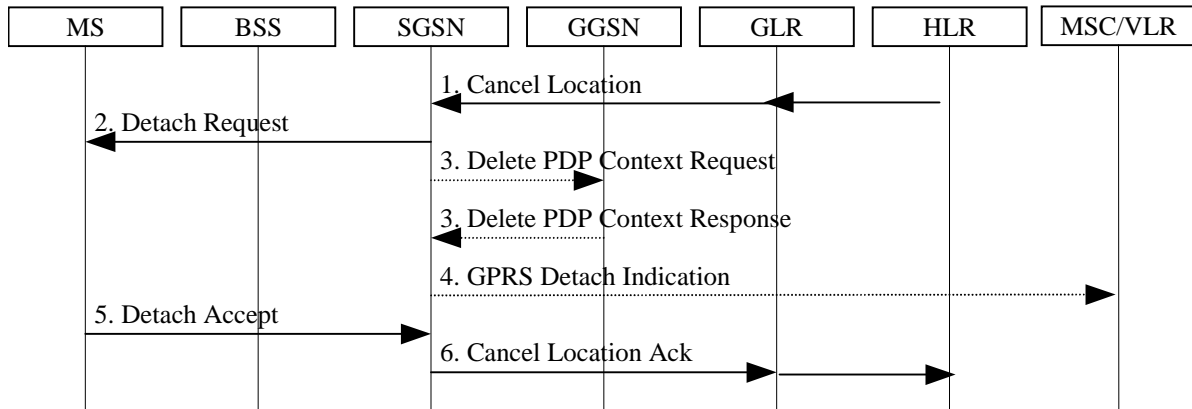 MS BSS SGSN GGSN GLR HLR MSC/VLR
1. Cancel Location
2. Detach Request
3. Delete PDP Context Request
3. Delete PDP Context Response
4. GPRS Detach Indication
5. Detach Accept
6. Cancel Location Ack